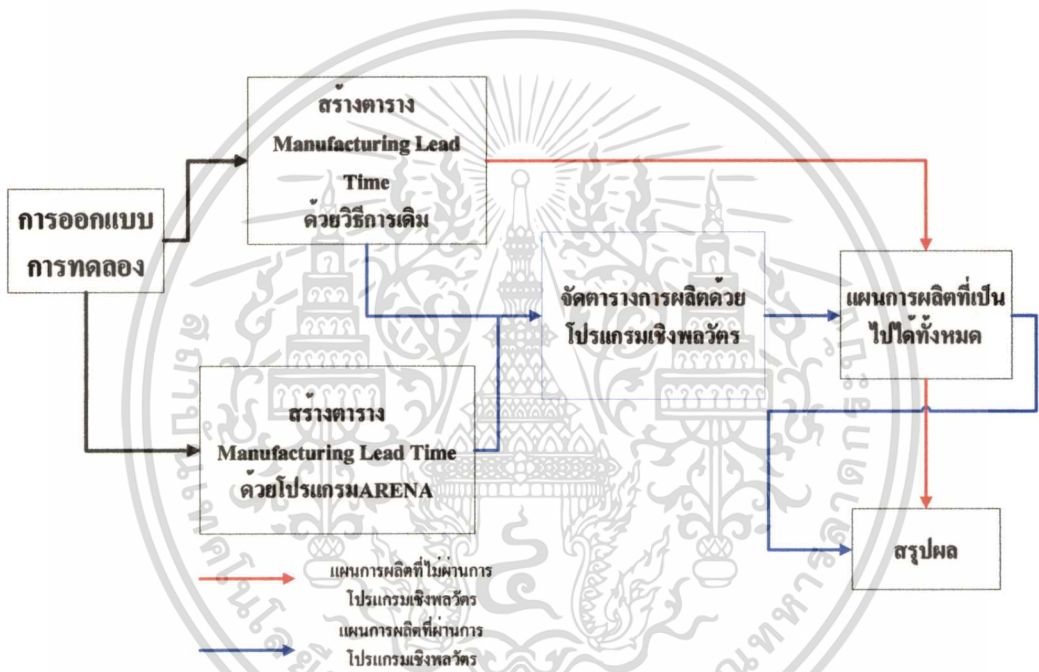 การออกแบบ
การทดลอง
สร้างตาราง
Manufacturing Lead
Time
ด้วยวิธีการเดิม
สร้างตาราง
Manufacturing Lead Time
ด้วยโปรแกรมARENA
จัดตารางการผลิตด้วย
โปรแกรมเชิงพลวัตร
แผนการผลิตที่เป็น
ไปได้ทั้งหมด
สรุปผล
แผนการผลิตที่ไม่ผ่านการ
โปรแกรมเชิงพลวัตร
แผนการผลิตที่ผ่านการ
โปรแกรมเชิงพลวัตร